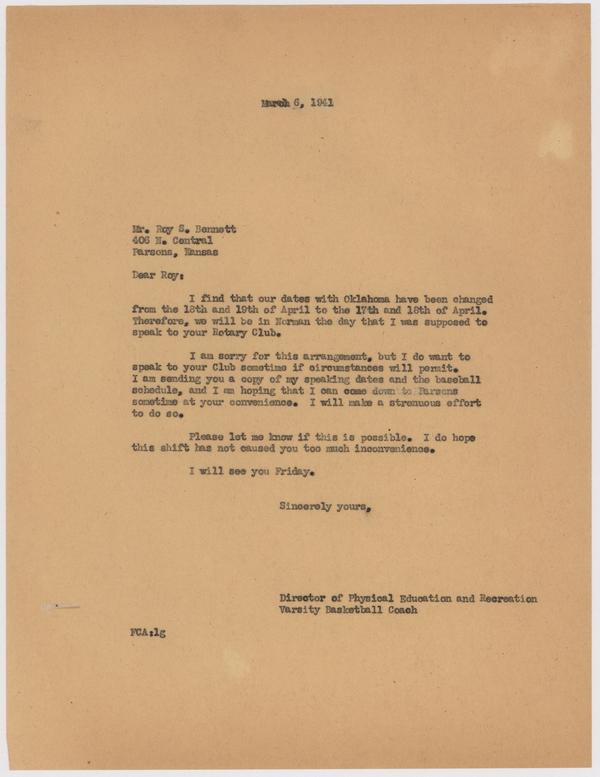 March 6, 1941
Mr. Roy S. Bennett
406 N. Central
Parsons, Kansas
Dear Roy:
I find that our dates with Oklahoma have been changed
from the 18th and 19th of April to the 17th and 18th of April.
Therefore, we will be in Norman the day that I was supposed to
speak to your Rotary Club.
I am sorry for this arrangement, but I do want to
speak to your Club sometime if circumstances will permit.
I am sending you a copy of my speaking dates and the baseball
schedule, and I am hoping that I can come down to Parsons
sometime at your convenience. I will make a strenuous effort
to do so.
Please let me know if this is possible. I do hope
this shift has not caused you too much inconvenience.
I will see you Friday.
Sincerely yours,
Director of Physical Education and Recreation
Varsity Basketball Coach
FCA:lg